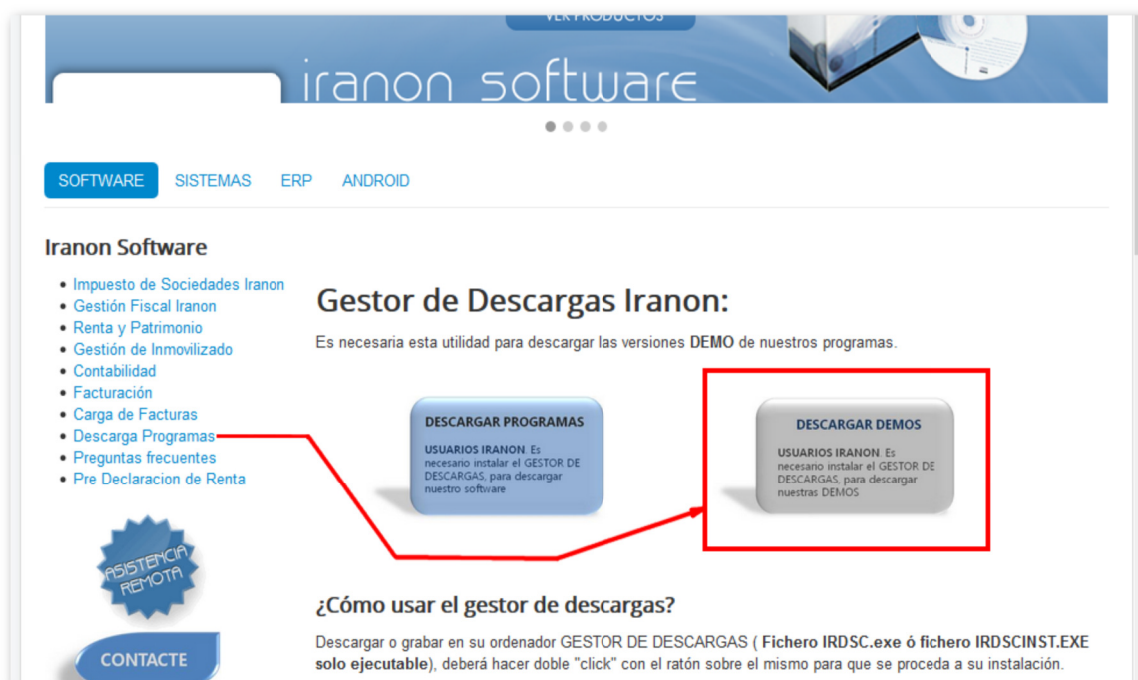 VER PRODUCTOS
iranon software
SOFTWARE SISTEMAS ERP ANDROID
Iranon Software
Impuesto de Sociedades Iranon
Gestión Fiscal Iranon
Renta y Patrimonio
Gestión de Inmovilizado
Contabilidad
Facturación
Carga de Facturas
Descarga Programas
Preguntas frecuentes
Pre Declaracion de Renta
ASISTENCIA
REMOTA
CONTACTE
Gestor de Descargas Iranon:
Es necesaria esta utilidad para descargar las versiones DEMO de nuestros programas.
DESCARGAR PROGRAMAS
USUARIOS IRANON. Es
necesario instalar el GESTOR DE
DESCARGAS, para descargar
nuestro software
DESCARGAR DEMOS
USUARIOS IRANON. Es
necesario instalar el GESTOR DE
DESCARGAS, para descargar
nuestras DEMOS
¿Cómo usar el gestor de descargas?
Descargar o grabar en su ordenador GESTOR DE DESCARGAS ( Fichero IRDSC.exe ó fichero IRDSCINST.EXE
solo ejecutable), deberá hacer doble "click" con el ratón sobre el mismo para que se proceda a su instalación.